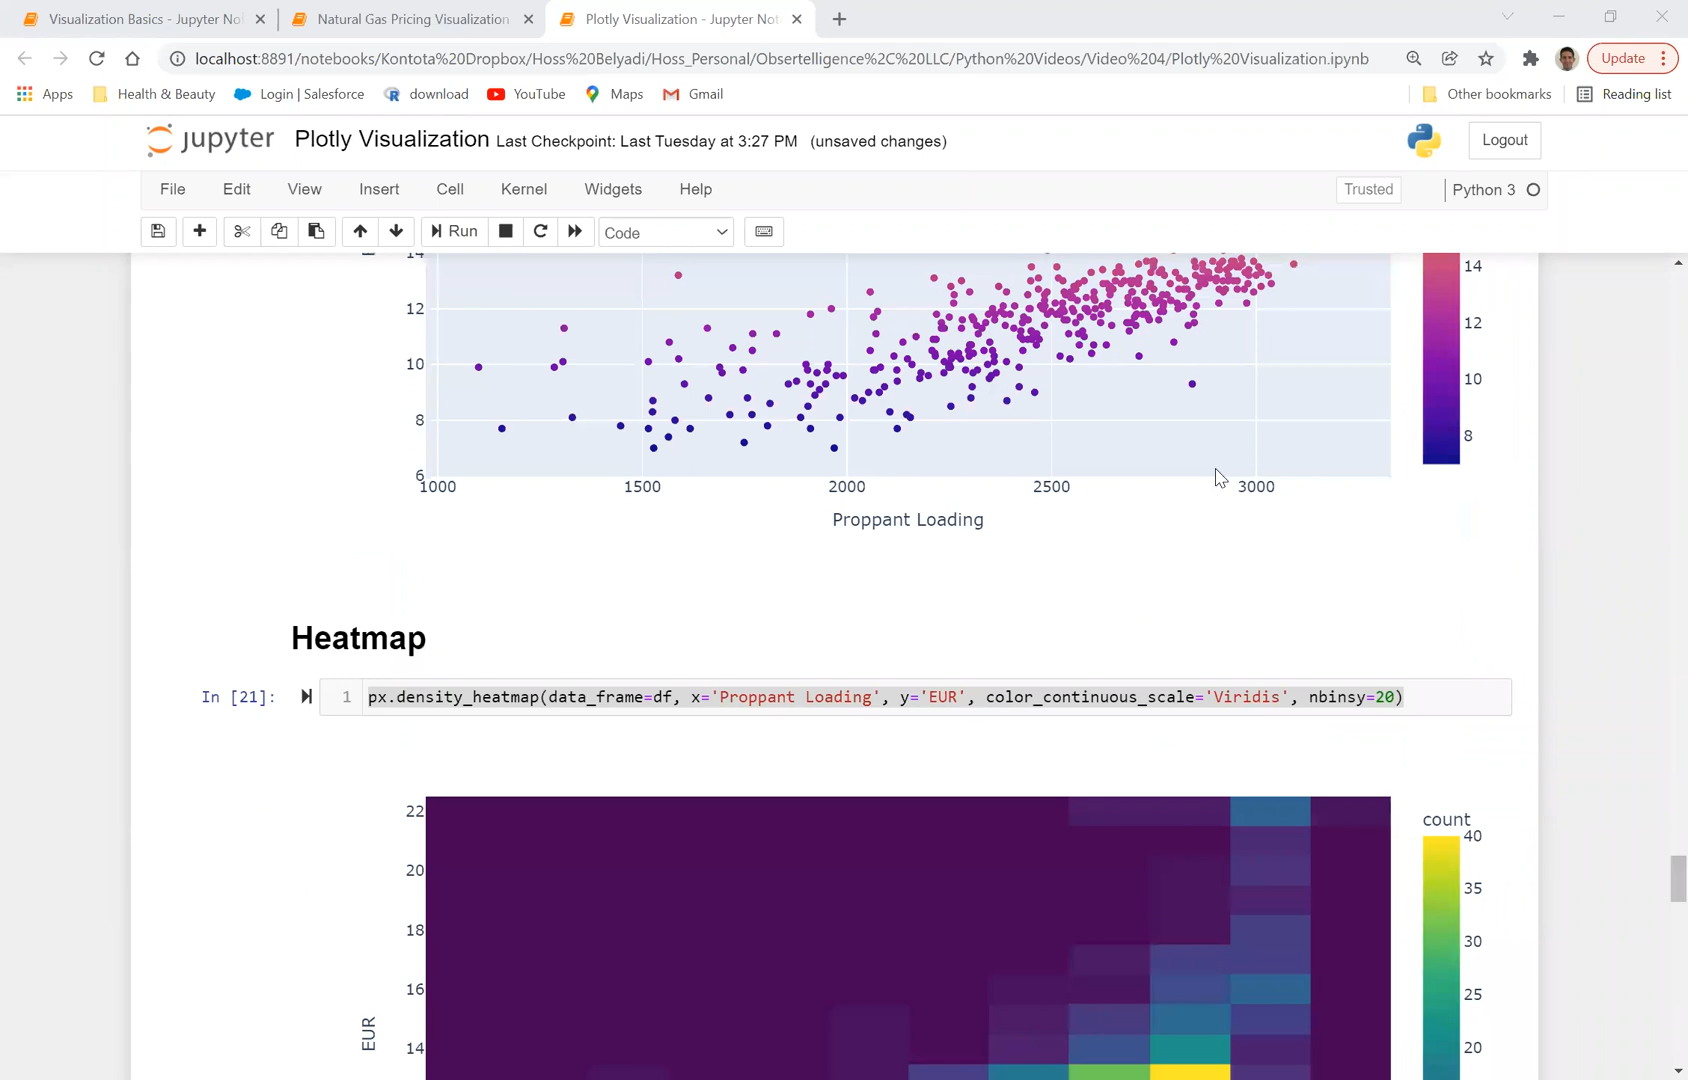 Visualization Basics - Jupyter No
Natural Gas Pricing Visualization
Plotly Visualization - Jupyter Not
localhost:8891/notebooks/Kontota%20Dropbox/Hoss%20Belyadi/Hoss_Personal/Obsertelligence%2C%20LLC/Python%20Videos/Video%204/Plotly%20Visualization.ipynb
Update
Apps
Health & Beauty
Login | Salesforce
download
YouTube
Maps
Gmail
Other bookmarks
Reading list
jupyter
Plotly Visualization
Last Checkpoint: Last Tuesday at 3:27 PM (unsaved changes)
Logout
File
Edit
View
Insert
Cell
Kernel
Widgets
Help
Trusted
Python 3
Run
Code
14
12
10
8
6
14
12
10
8
1000
1500
2000
2500
3000
Proppant Loading
Heatmap
In [21]:
1
px.density_heatmap(data_frame=df, x='Proppant Loading', y='EUR', color_continuous_scale='Viridis', nbinsy=20)
22
20
18
16
14
EUR
count
40
35
30
25
20